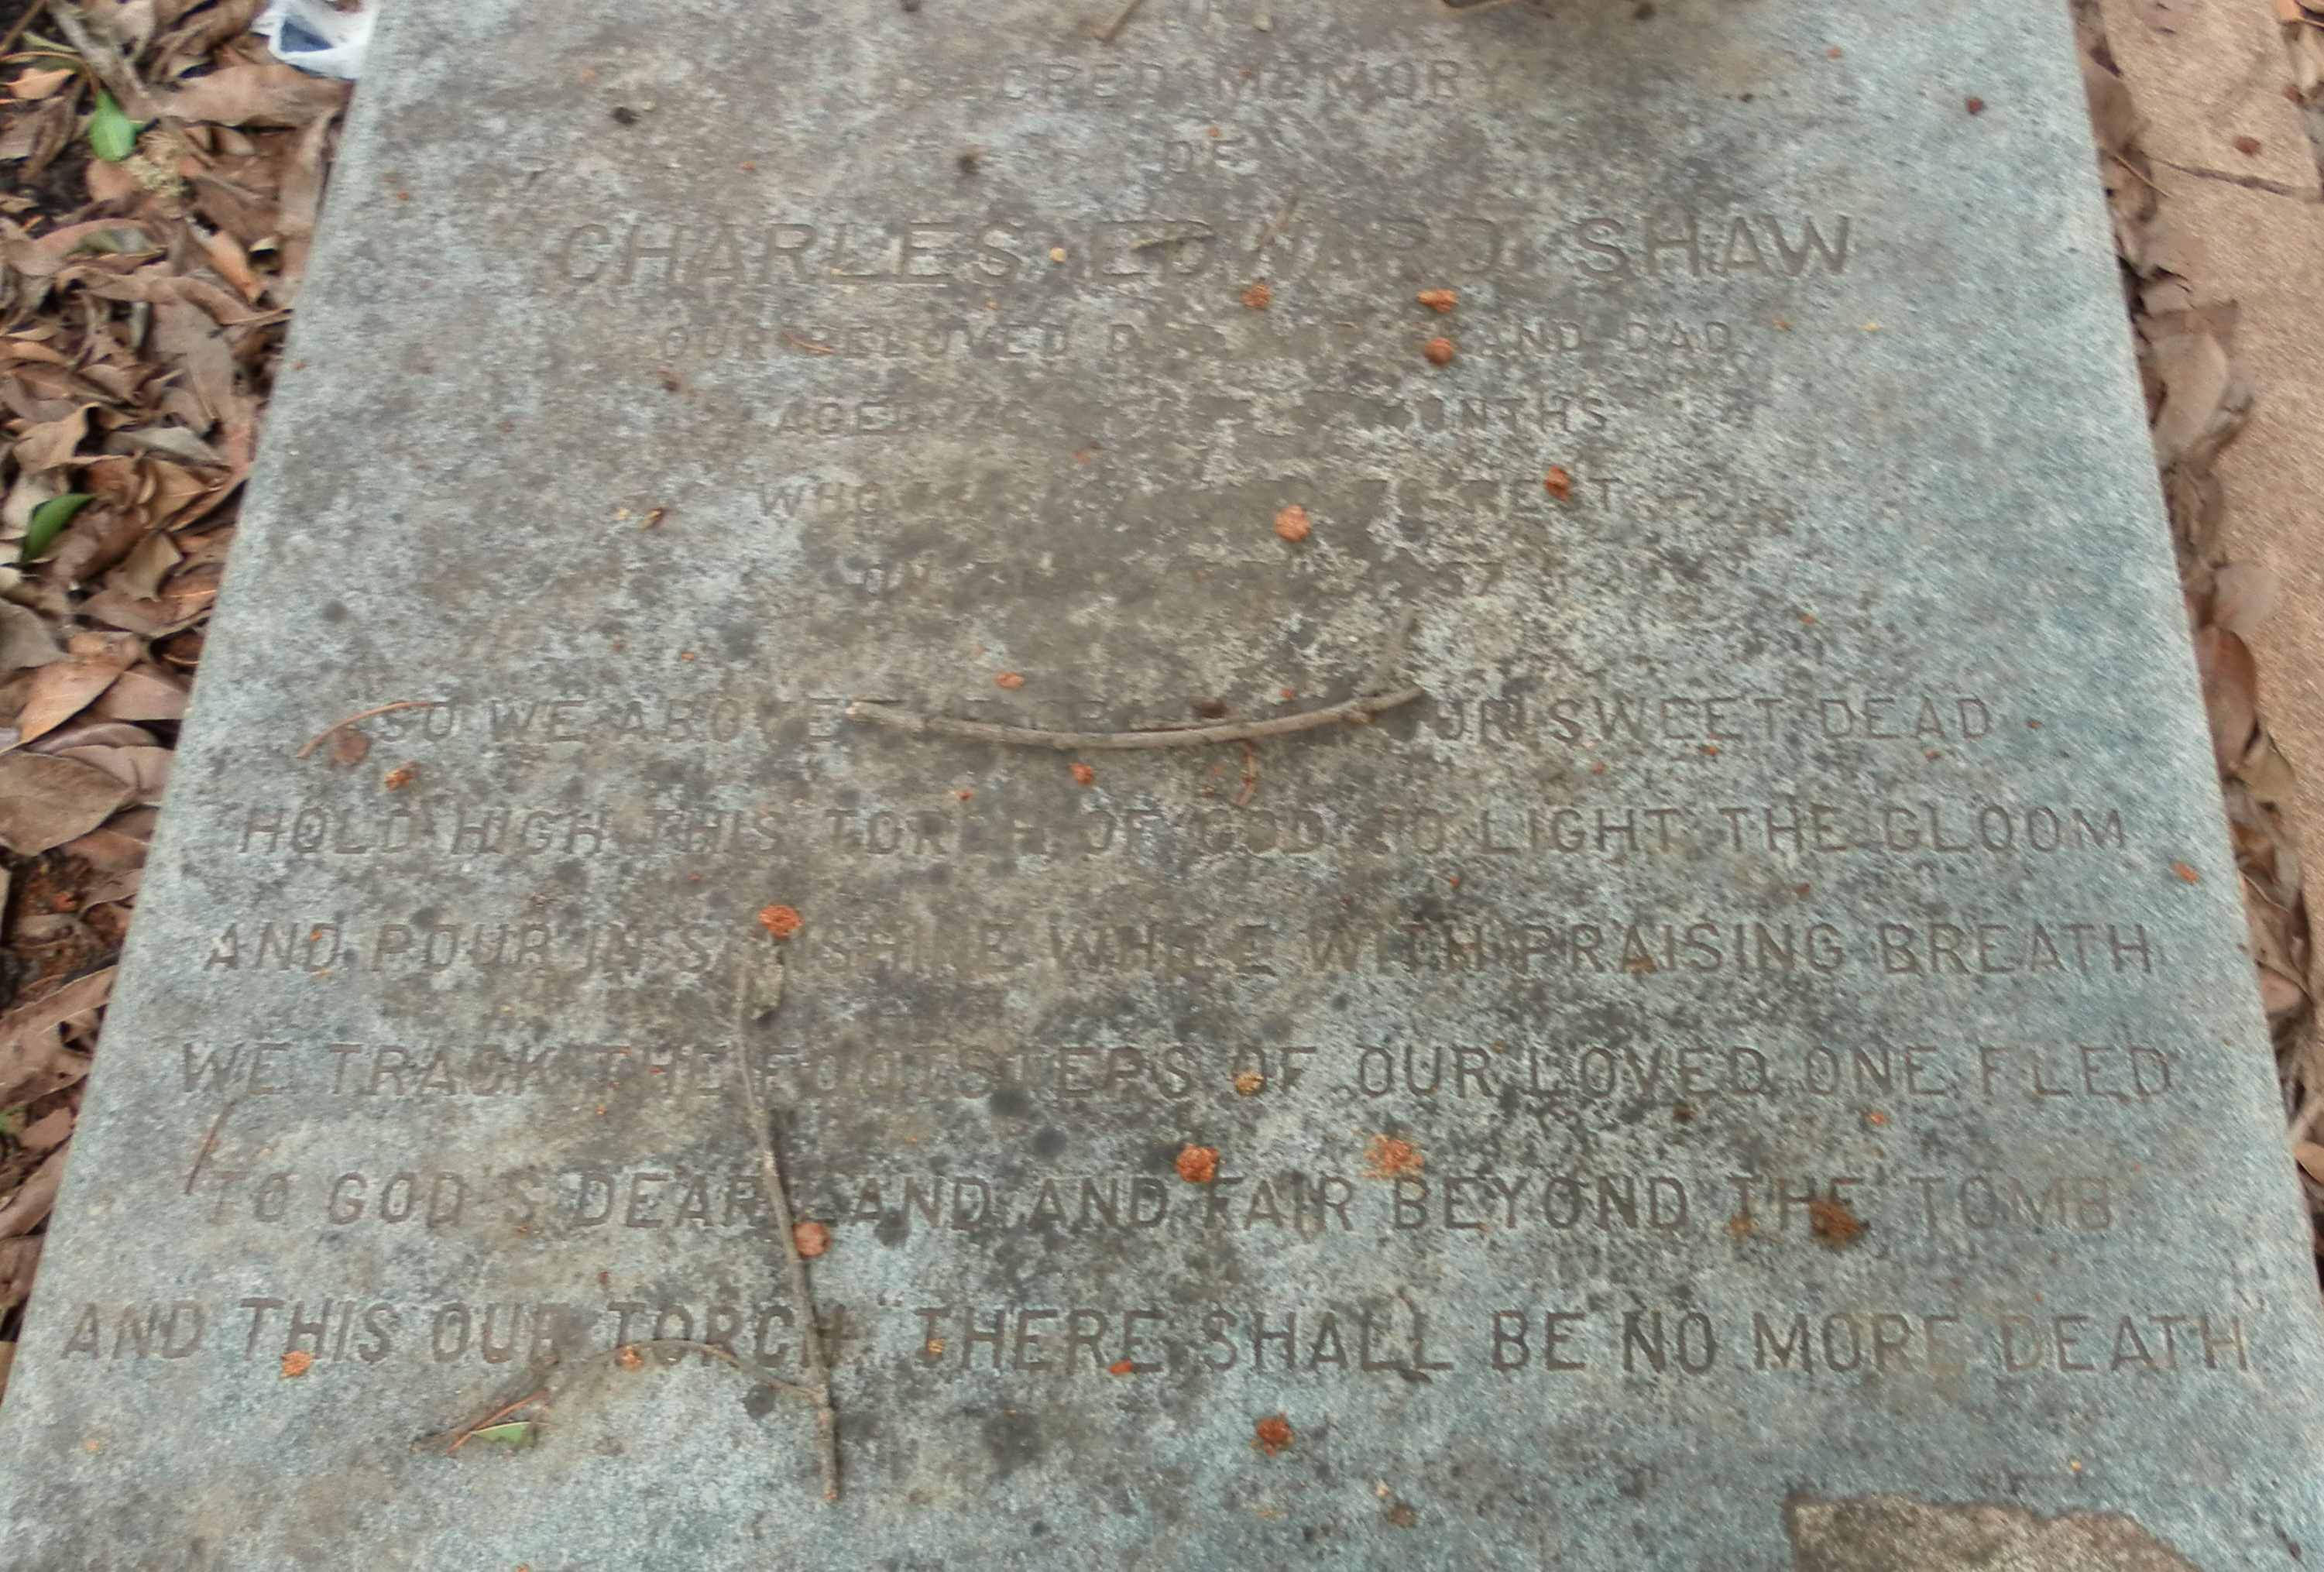 SACRED MEMORY
OF
CHARLES EDWARD SHAW
OUR BELOVED AND DAD
AGED MONTHS
WHO
ON
SO WE ABOVE OUR SWEET DEAD
HOLD HIGH THIS TORCH OF GOD TO LIGHT THE GLOOM
AND POUR IN SUNSHINE WHILE WITH PRAISING BREATH
WE TRACK THE FOOTSTEPS OF OUR LOVED ONE FLED
TO GOD'S DEAR LAND AND FAIR BEYOND THE TOMB
AND THIS OUR TORCH, "THERE SHALL BE NO MORE DEATH